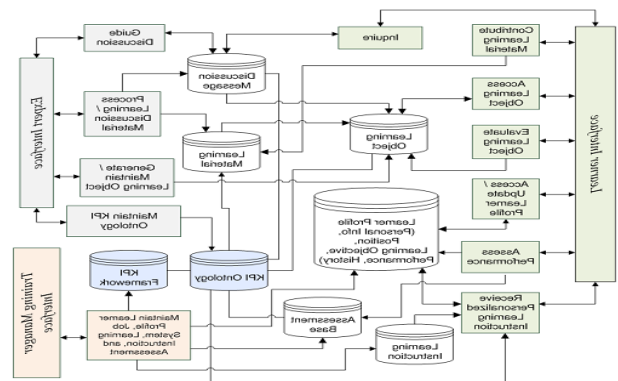 Guide
Discussion
Discussion
Message
Inquire
Contribute
Learning
Material
Expert Interface
Process
Learning /
Discussion
Material
Learning
Material
Learning
Object
Access
Learning
Object
Evaluate
Learning
Object
Learner Interface
Generate /
Maintain
Learning Object
Access /
Update
Learner
Profile
Maintain KPI
Ontology
Learner Profile
(Personal Info,
Position,
Learning Objective,
Performance, History)
Assess
Performance
Training Manager
Interface
KPI
Framework
KPI Ontology
Maintain Learner
Profile, Job,
System, Learning
Instruction, and
Assessment
Assessment
Base
Learning
Instruction
Receive
Personalized
Learning
Instruction